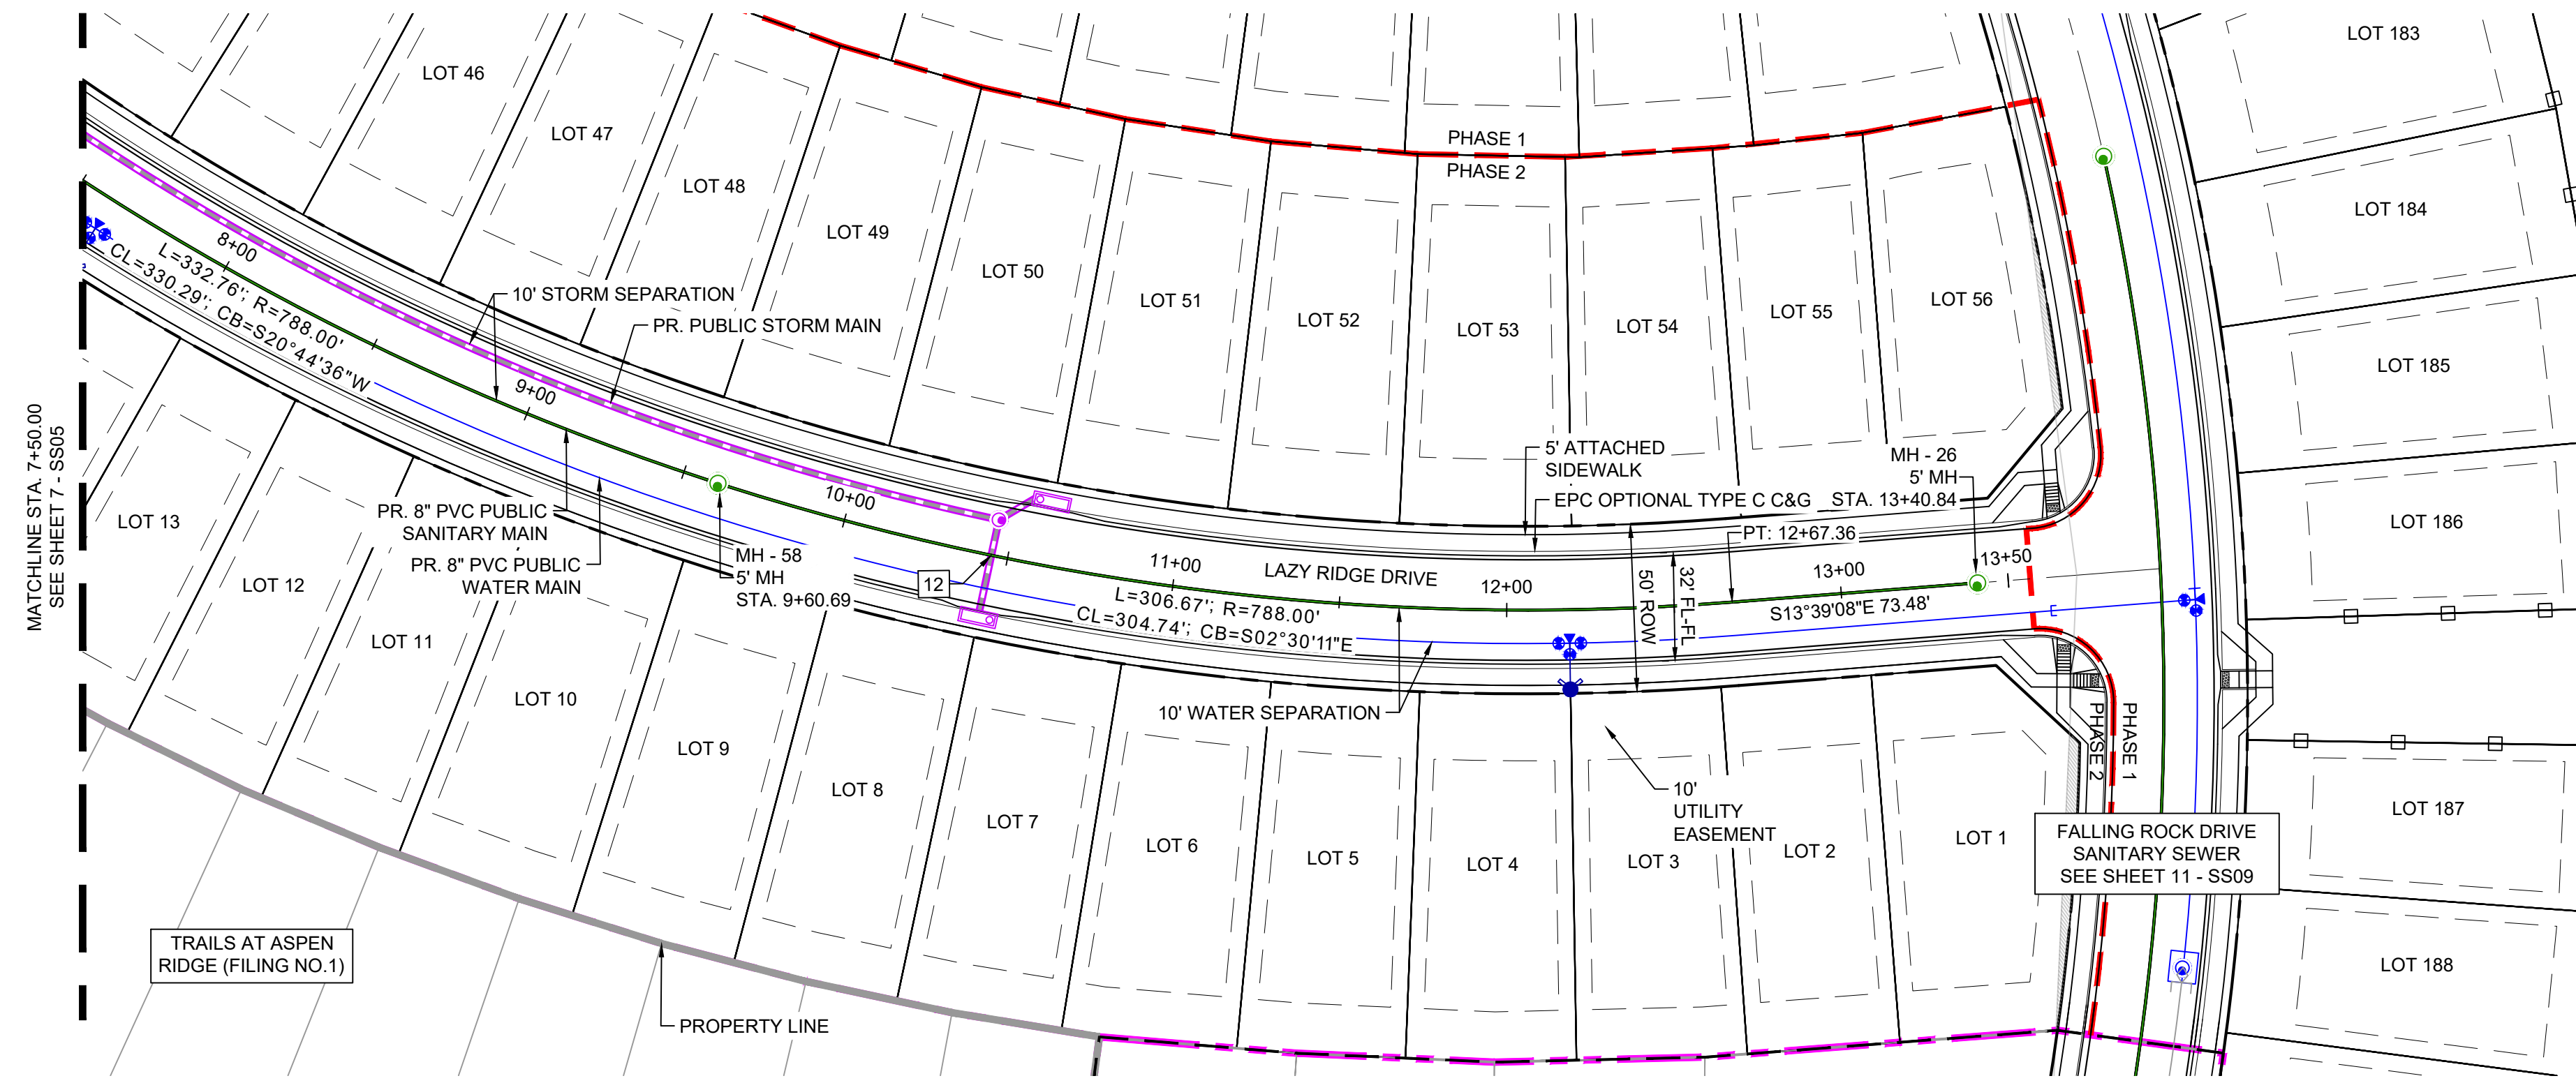 MATCHLINE STA. 7+50.00
SEE SHEET 7 - SS05
LOT 46
LOT 47
LOT 48
LOT 49
LOT 50
LOT 51
LOT 52
LOT 53
LOT 54
LOT 55
LOT 56
PHASE 1
PHASE 2
LOT 183
LOT 184
LOT 185
LOT 186
LOT 187
LOT 188
8+00
L=332.76'; R=788.00'
CL=330.29'; CB=S20°44'36"W
10' STORM SEPARATION
PR. PUBLIC STORM MAIN
9+00
PR. 8" PVC PUBLIC
SANITARY MAIN
PR. 8" PVC PUBLIC
WATER MAIN
10+00
MH - 58
5' MH
STA. 9+60.69
12
11+00
LAZY RIDGE DRIVE
12+00
L=306.67'; R=788.00'
CL=304.74'; CB=S02°30'11"E
5' ATTACHED
SIDEWALK
EPC OPTIONAL TYPE C C&G
MH - 26
5' MH
STA. 13+40.84
PT: 12+67.36
13+00
13+50
S13°39'08"E 73.48'
50' ROW
32' FL-FL
10' WATER SEPARATION
10'
UTILITY
EASEMENT
LOT 13
LOT 12
LOT 11
LOT 10
LOT 9
LOT 8
LOT 7
LOT 6
LOT 5
LOT 4
LOT 3
LOT 2
LOT 1
PHASE 1
PHASE 2
FALLING ROCK DRIVE
SANITARY SEWER
SEE SHEET 11 - SS09
TRAILS AT ASPEN
RIDGE (FILING NO.1)
PROPERTY LINE